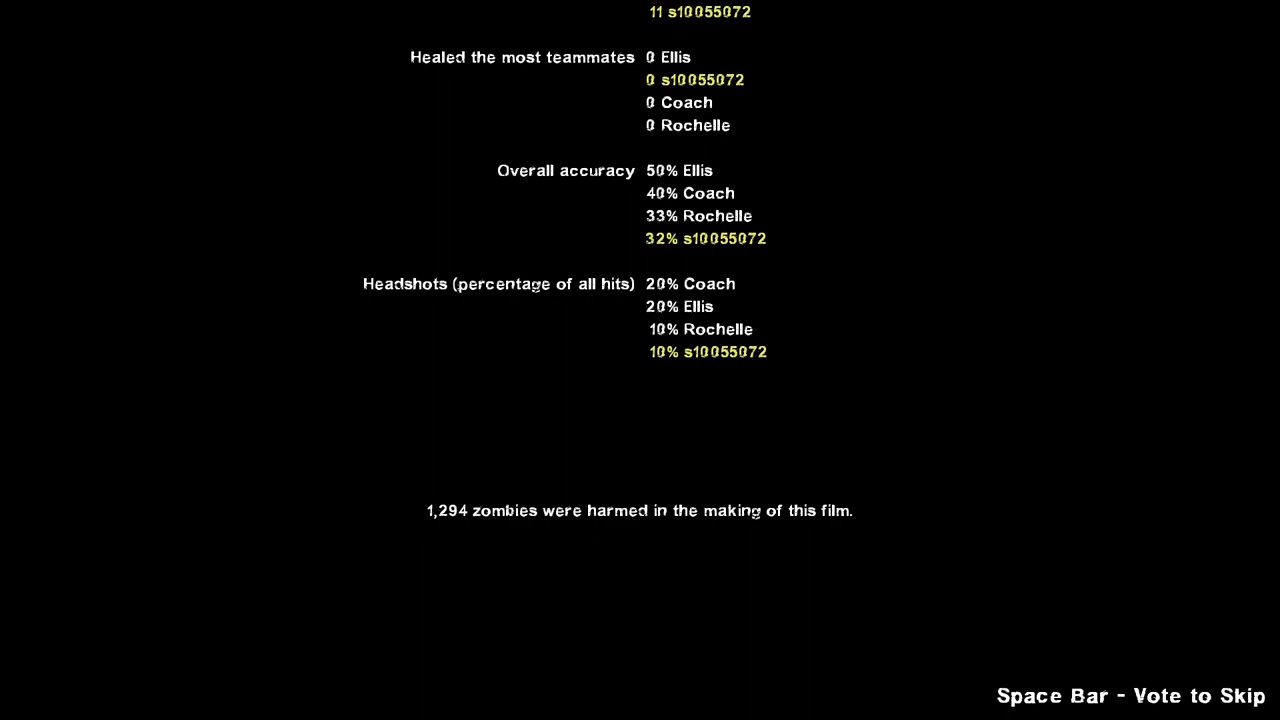 11 s10055072
Healed the most teammates 0 Ellis
0 s10055072
0 Coach
0 Rochelle
Overall accuracy 50% Ellis
40% Coach
33% Rochelle
32% s10055072
Headshots (percentage of all hits) 20% Coach
20% Ellis
10% Rochelle
10% s10055072
1,294 zombies were harmed in the making of this film.
Space Bar - Vote to Skip